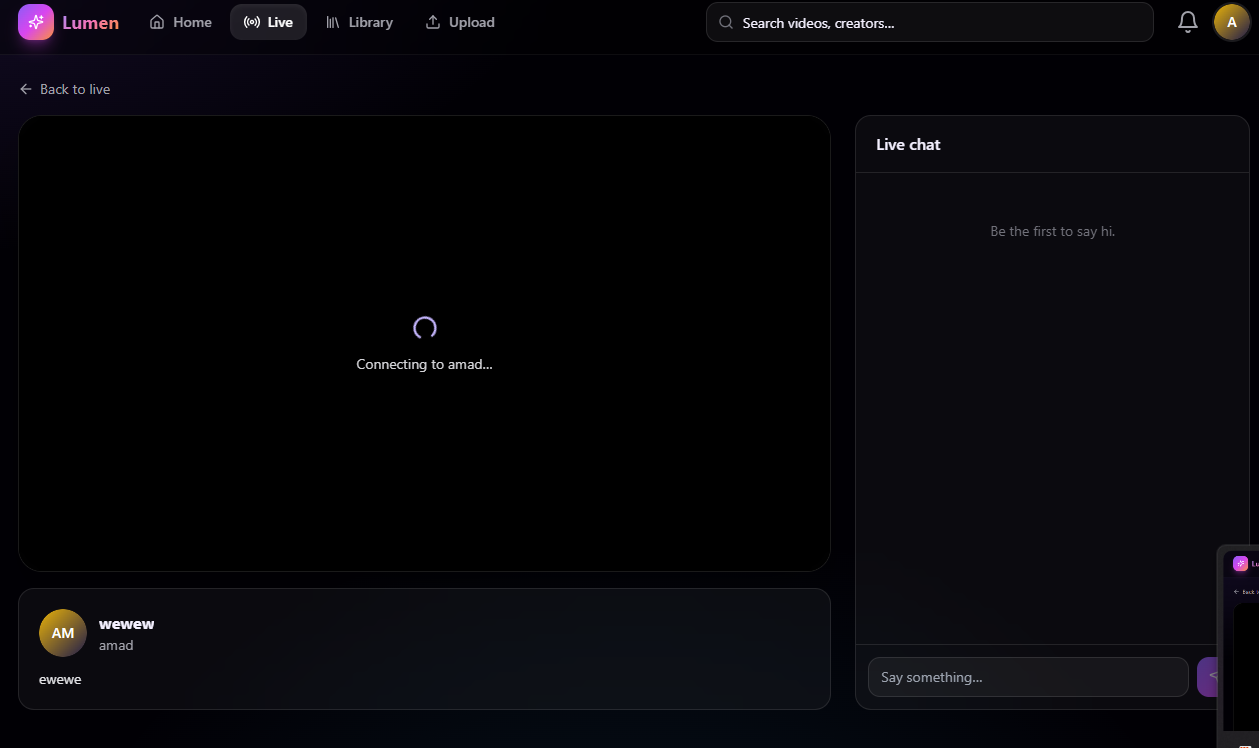 Lumen Home Live Library Upload Search videos, creators... A
Back to live
Live chat
Be the first to say hi.
Connecting to amad...
AM
wewew
amad
ewewe
Say something...